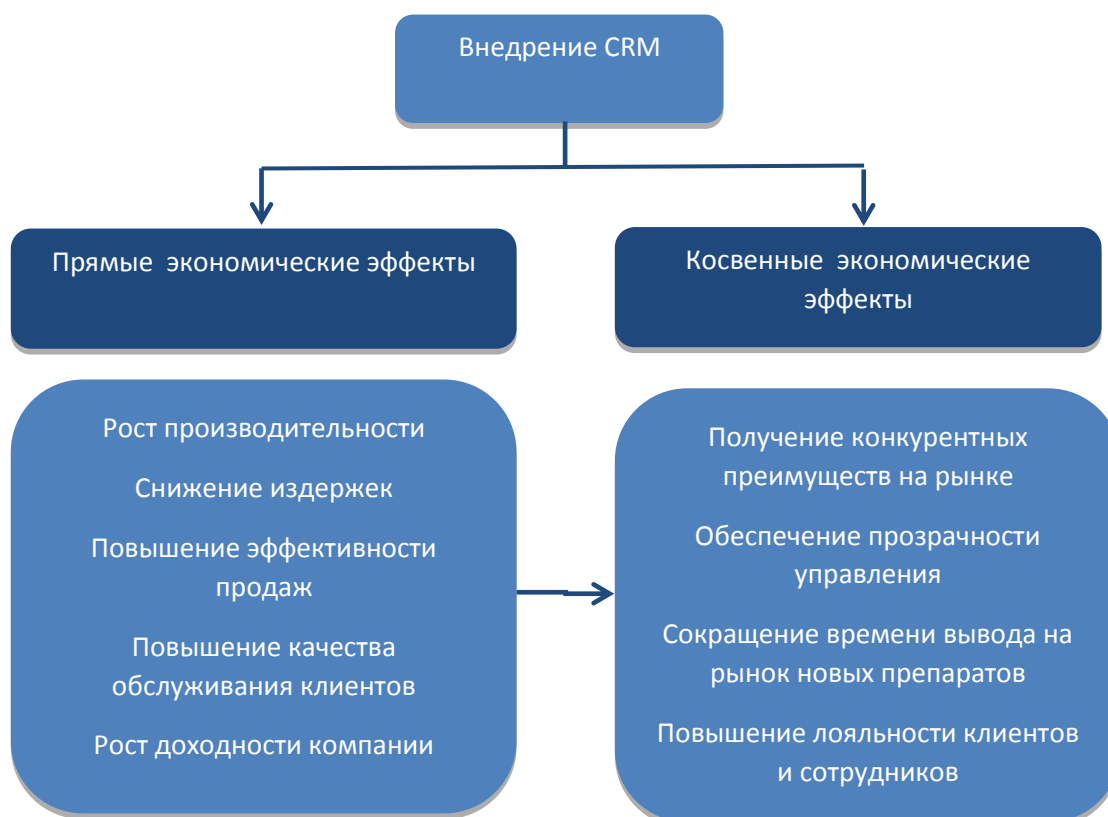 Внедрение CRM
Прямые экономические эффекты
Косвенные экономические
эффекты
Рост производительности
Снижение издержек
Повышение эффективности
продаж
Повышение качества
обслуживания клиентов
Рост доходности компании
Получение конкурентных
преимуществ на рынке
Обеспечение прозрачности
управления
Сокращение времени вывода на
рынок новых препаратов
Повышение лояльности клиентов
и сотрудников